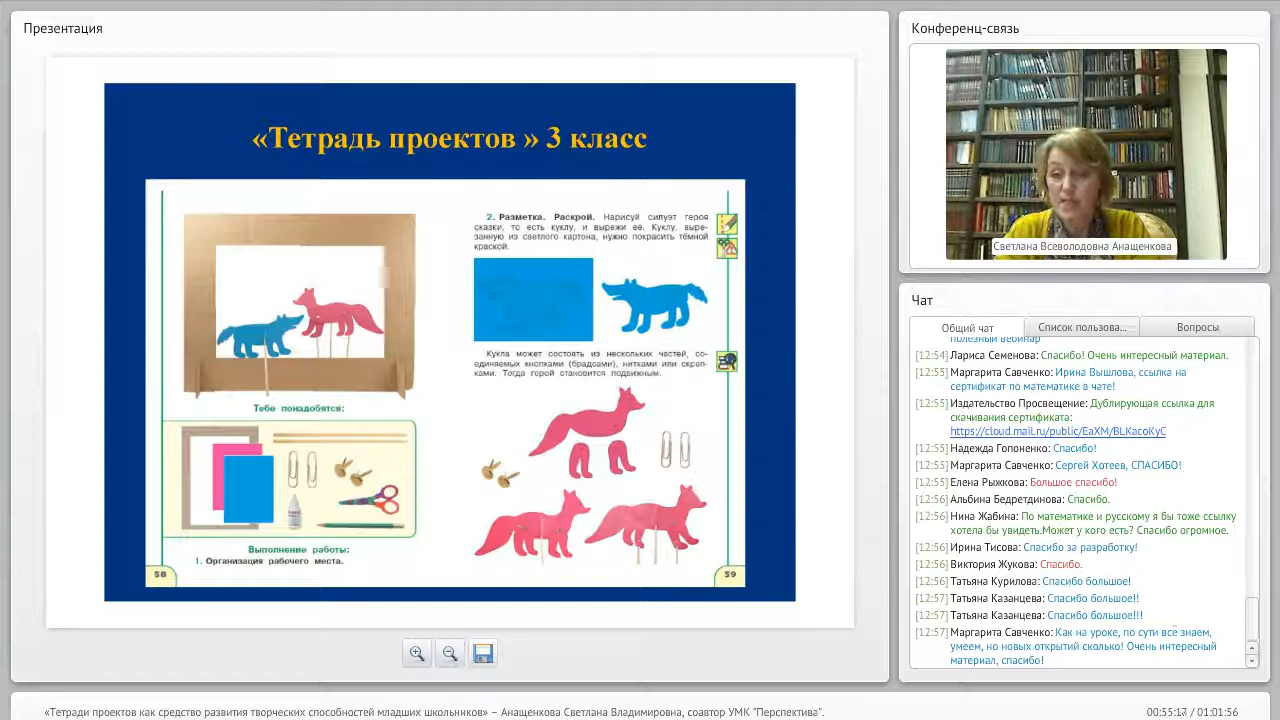 Презентация
«Тетрадь проектов » 3 класс
Тебе понадобятся:
Выполнение работы:
1. Организация рабочего места.
58
2. Разметка. Раскрой. Нарисуй силуэт героя
сказки, то есть куклу, и вырежи её. Куклу, выре-
занную из светлого картона, нужно покрасить тёмной
краской.
Кукла может состоять из нескольких частей, со-
единяемых кнопками (брадсами), нитками или скреп-
ками. Тогда герой становится подвижным.
59
Конференц-связь
Светлана Всеволодовна Анащенкова
Чат
Общий чат
Список пользова...
Вопросы
полезный вебинар
[12:54] Лариса Семенова: Спасибо! Очень интересный материал.
[12:55] Маргарита Савченко: Ирина Вышлова, ссылка на
сертификат по математике в чате!
[12:55] Издательство Просвещение: Дублирующая ссылка для
скачивания сертификата:
https://cloud.mail.ru/public/EaXM/BLKacoKyC
[12:55] Надежда Гопоненко: Спасибо!
[12:55] Маргарита Савченко: Сергей Хотеев, СПАСИБО!
[12:55] Елена Рыжкова: Большое спасибо!
[12:56] Альбина Бедретдинова: Спасибо.
[12:56] Нина Жабина: По математике и русскому я бы тоже ссылку
хотела бы увидеть.Может у кого есть? Спасибо огромное.
[12:56] Ирина Тисова: Спасибо за разработку!
[12:56] Виктория Жукова: Спасибо.
[12:56] Татьяна Курилова: Спасибо большое!
[12:57] Татьяна Казанцева: Спасибо большое!!
[12:57] Татьяна Казанцева: Спасибо большое!!!
[12:57] Маргарита Савченко: Как на уроке, по сути всё знаем,
умеем, но новых открытий сколько! Очень интересный
материал, спасибо!
«Тетради проектов как средство развития творческих способностей младших школьников» – Анащенкова Светлана Владимировна, соавтор УМК "Перспектива".
00:55:17 / 01:01:56